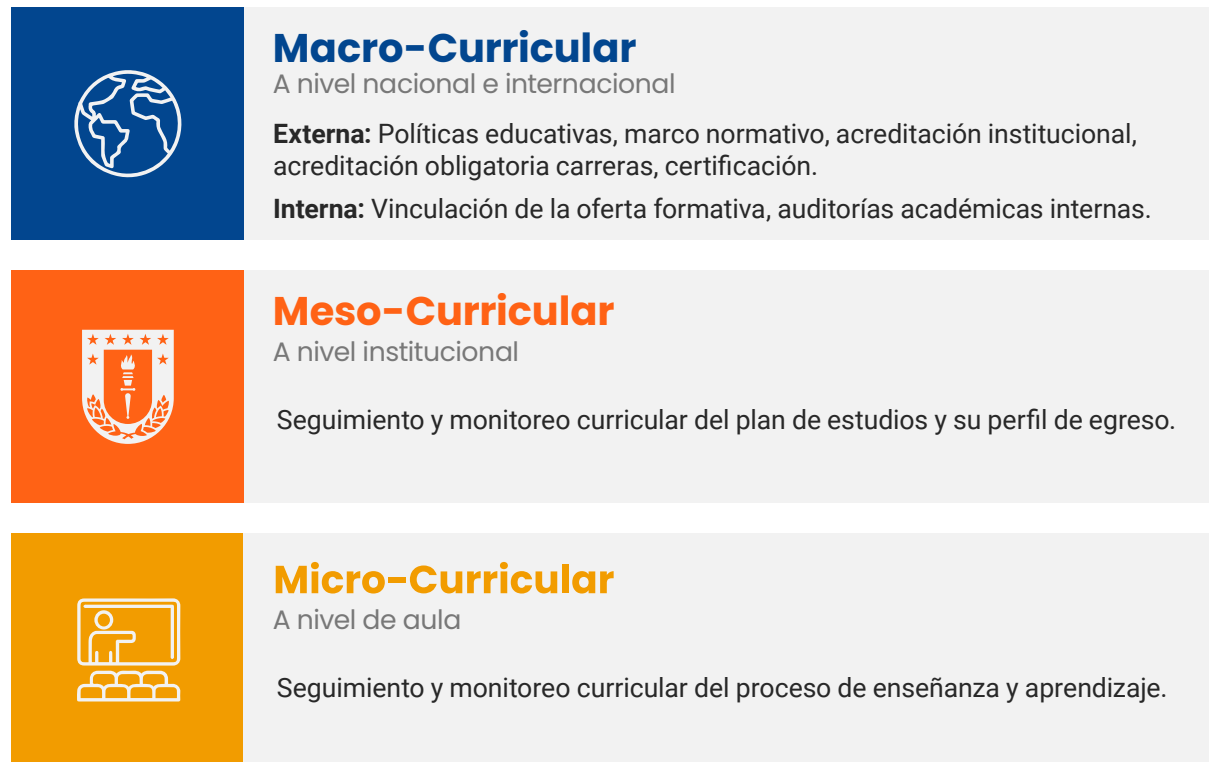 Macro-Curricular
A nivel nacional e internacional
Externa: Políticas educativas, marco normativo, acreditación institucional,
acreditación obligatoria carreras, certificación.
Interna: Vinculación de la oferta formativa, auditorías académicas internas.
Meso-Curricular
A nivel institucional
Seguimiento y monitoreo curricular del plan de estudios y su perfil de egreso.
Micro-Curricular
A nivel de aula
Seguimiento y monitoreo curricular del proceso de enseñanza y aprendizaje.